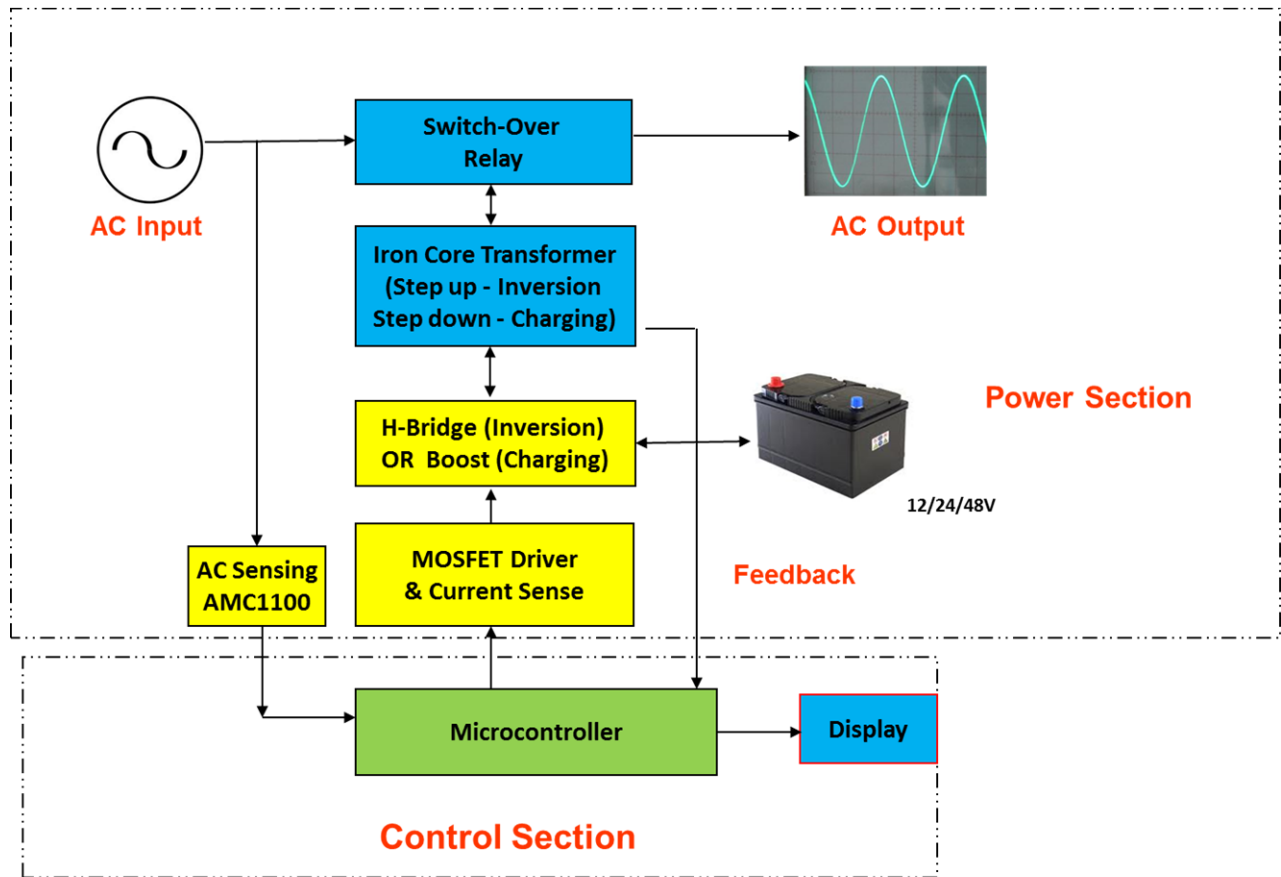 Switch-Over
Relay
AC Input
AC Output
Iron Core Transformer
(Step up - Inversion
Step down - Charging)
H-Bridge (Inversion)
OR Boost (Charging)
Power Section
12/24/48V
AC Sensing
AMC1100
MOSFET Driver
& Current Sense
Feedback
Microcontroller
Display
Control Section